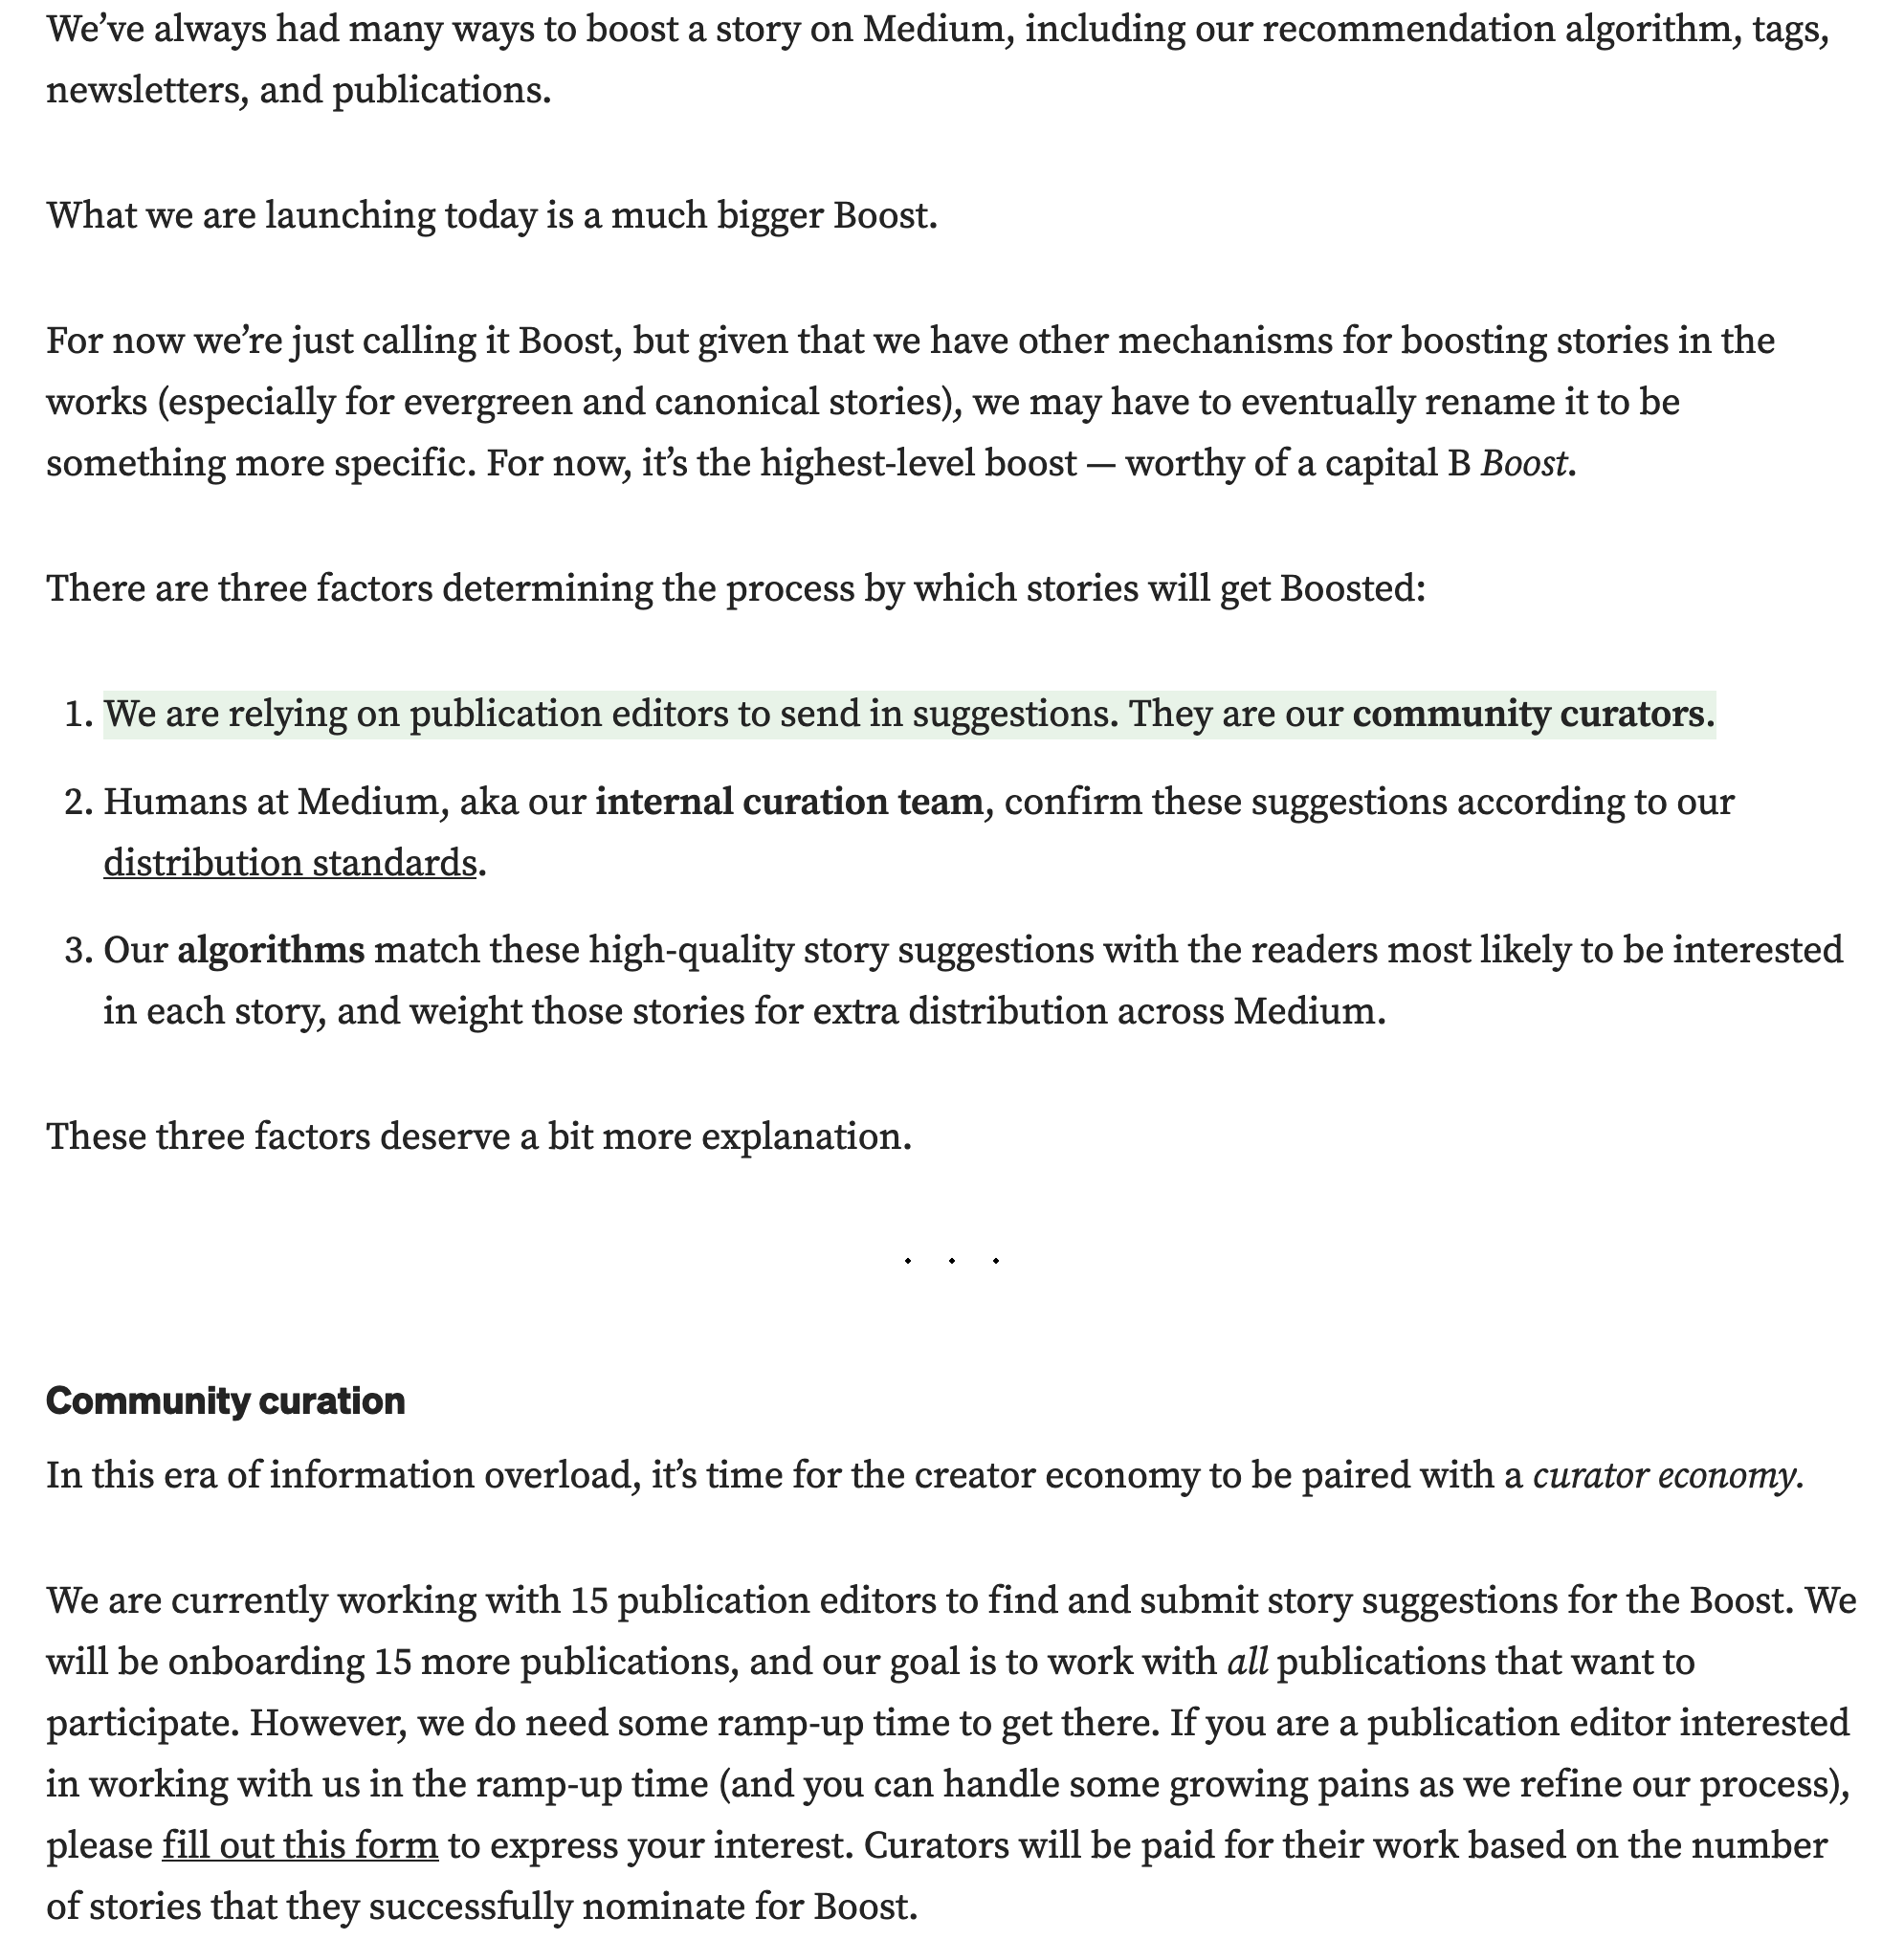 We’ve always had many ways to boost a story on Medium, including our recommendation algorithm, tags,
newsletters, and publications.
What we are launching today is a much bigger Boost.
For now we’re just calling it Boost, but given that we have other mechanisms for boosting stories in the
works (especially for evergreen and canonical stories), we may have to eventually rename it to be
something more specific. For now, it’s the highest-level boost — worthy of a capital B Boost.
There are three factors determining the process by which stories will get Boosted:
1. We are relying on publication editors to send in suggestions. They are our community curators.
2. Humans at Medium, aka our internal curation team, confirm these suggestions according to our
distribution standards.
3. Our algorithms match these high-quality story suggestions with the readers most likely to be interested
in each story, and weight those stories for extra distribution across Medium.
These three factors deserve a bit more explanation.
. . .
Community curation
In this era of information overload, it’s time for the creator economy to be paired with a curator economy.
We are currently working with 15 publication editors to find and submit story suggestions for the Boost. We
will be onboarding 15 more publications, and our goal is to work with all publications that want to
participate. However, we do need some ramp-up time to get there. If you are a publication editor interested
in working with us in the ramp-up time (and you can handle some growing pains as we refine our process),
please fill out this form to express your interest. Curators will be paid for their work based on the number
of stories that they successfully nominate for Boost.